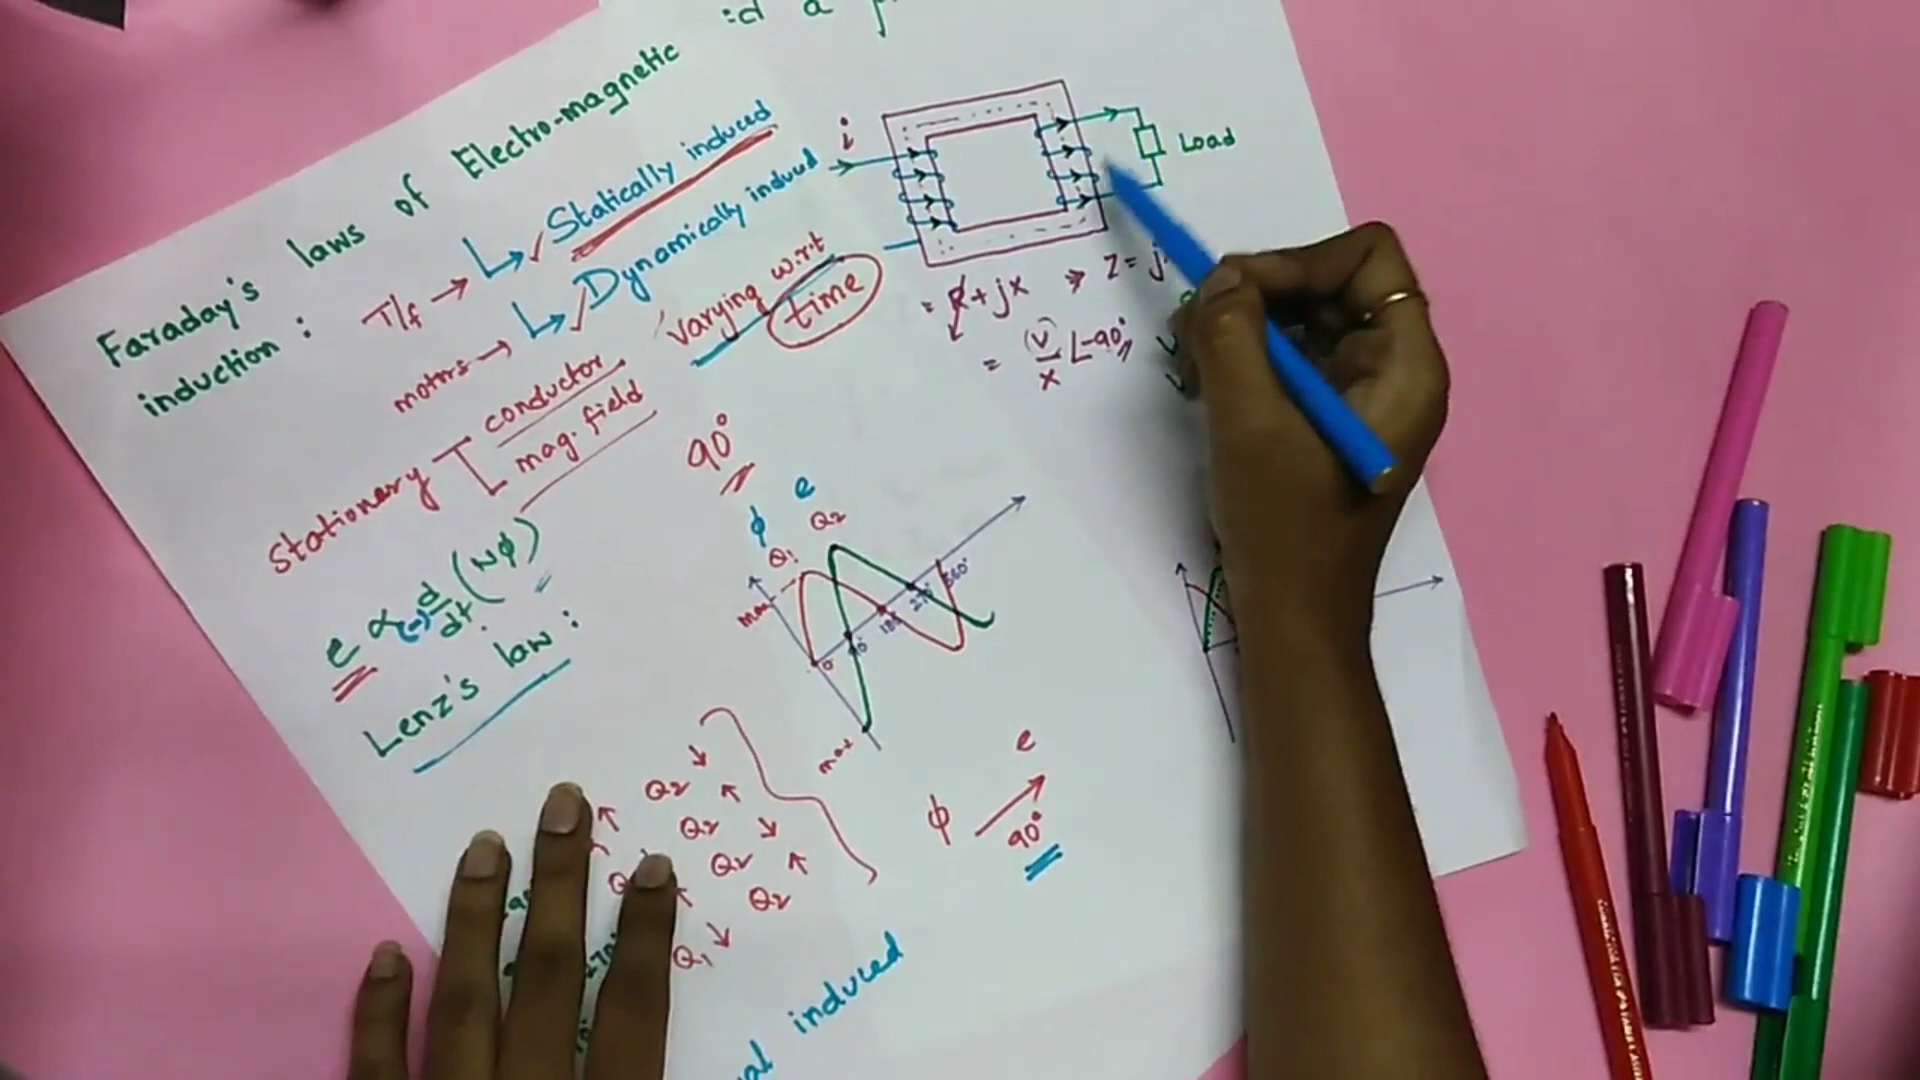 Faraday's laws of Electro-magnetic
induction :
T/f → Statically induced
motors → Dynamically induced
Stationery
conductor
mag. field
varying w.r.t
time
e ∝ (-) d/dt (Nφ)
Lenz's law :
i
Load
= R + jx ⇒ Z = j
= V/x ∠-90°
90°
φ e
Q1 Q2
max
0 90° 180° 270° 360°
max
Q2
Q2
Q2
Q2
Q1
φ e
90°
induced